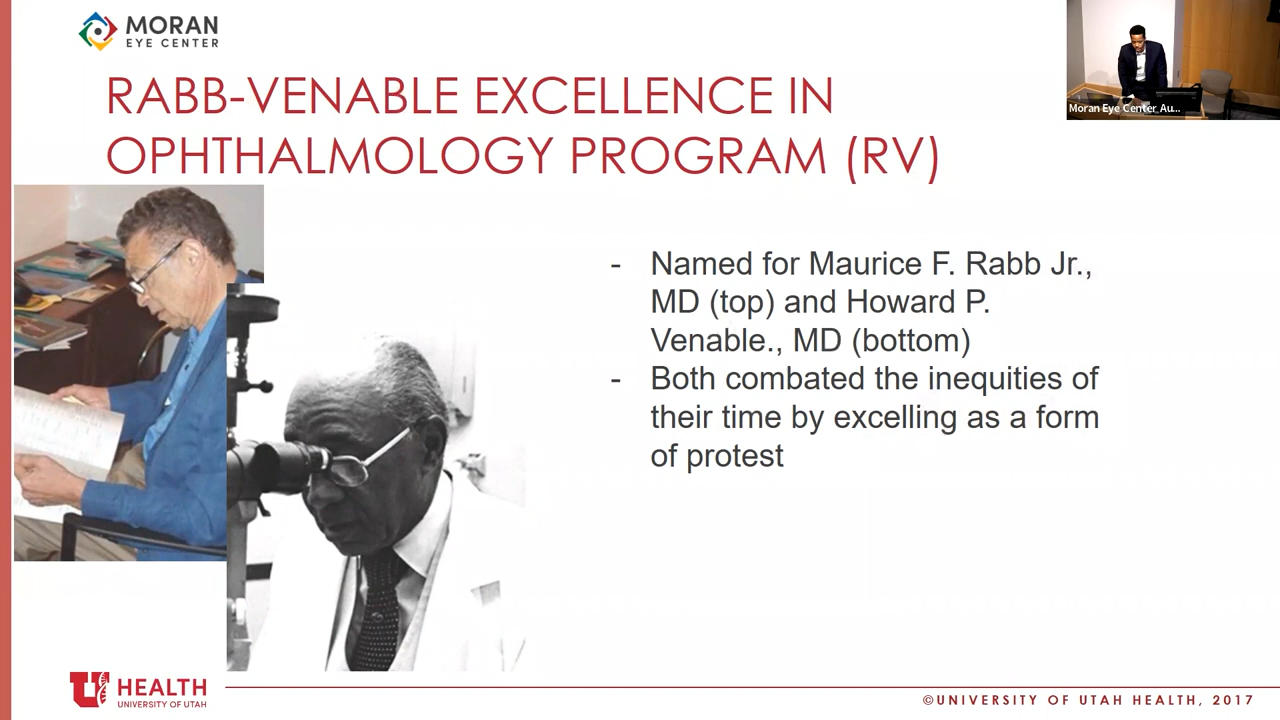 MORAN
EYE CENTER
Moran Eye Center Au...
RABB-VENABLE EXCELLENCE IN
OPHTHALMOLOGY PROGRAM (RV)
- Named for Maurice F. Rabb Jr.,
MD (top) and Howard P.
Venable., MD (bottom)
- Both combated the inequities of
their time by excelling as a form
of protest
U HEALTH
UNIVERSITY OF UTAH
©UNIVERSITY OF UTAH HEALTH, 2017